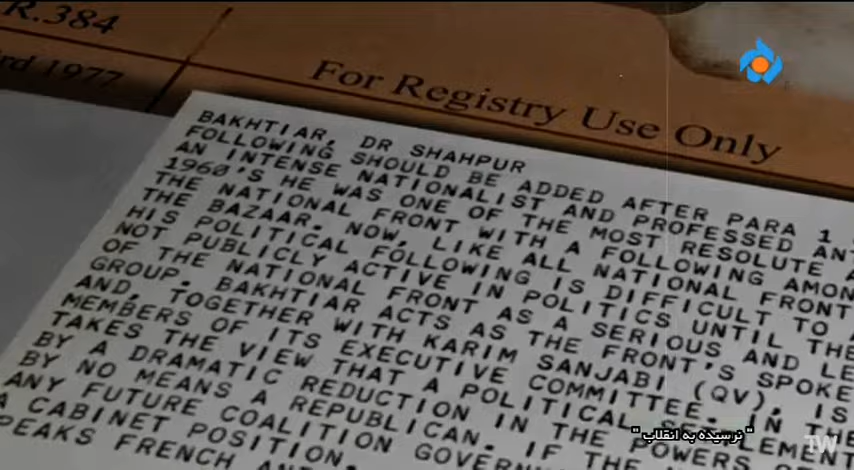 R.384
rd 1977
For Registry Use Only
BAKHTIAR, DR SHAHPUR
FOLLOWING SHOULD BE ADDED AFTER PARA 1
AN INTENSE NATIONALIST AND PROFESSED ANT
1960'S HE WAS ONE OF THE MOST RESOLUTE A
THE NATIONAL FRONT WITH A FOLLOWING AMON
THE BAZAAR. NOW, LIKE ALL NATIONAL FRONT
HIS POLITICAL FOLLOWING IS DIFFICULT TO A
NOT PUBLICLY ACTIVE IN POLITICS UNTIL THE
OF THE NATIONAL FRONT AS A SERIOUS AND LE
GROUP. BAKHTIAR ACTS AS THE FRONT'S SPOKE
AND, TOGETHER WITH KARIM SANJABI (QV), IS
MEMBERS OF ITS EXECUTIVE COMMITTEE. IN THE
TAKES THE VIEW THAT A POLITICAL
BY A DRAMATIC REDUCTION IN THE POWERS
BY NO MEANS A REPUBLICAN. IF THE
ANY FUTURE COALITION GOVERN
A CABINET POSITION.
PEAKS FRENCH AND
" نرسیده به انقلاب "
TW